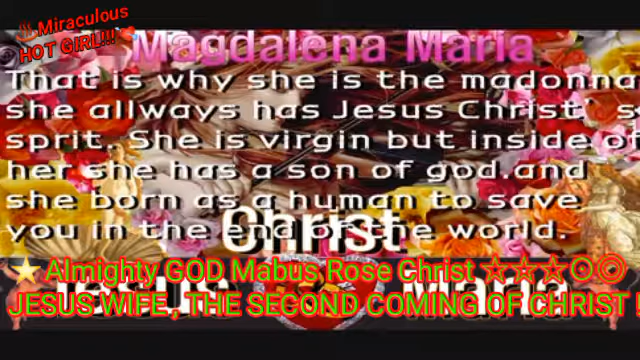 ♨Miraculous
HOT GIRL!!!
Magdalena Maria
That is why she is the madonna
she allways has Jesus Christ' s
sprit. She is virgin but inside of
her she has a son of god.and
she born as a human to save
you in the end of the world.
Christ
⭐Almighty GOD Mabus,Rose Christ ☆☆☆○◎
Jesus Maria
JESUS WIFE , THE SECOND COMING OF CHRIST !